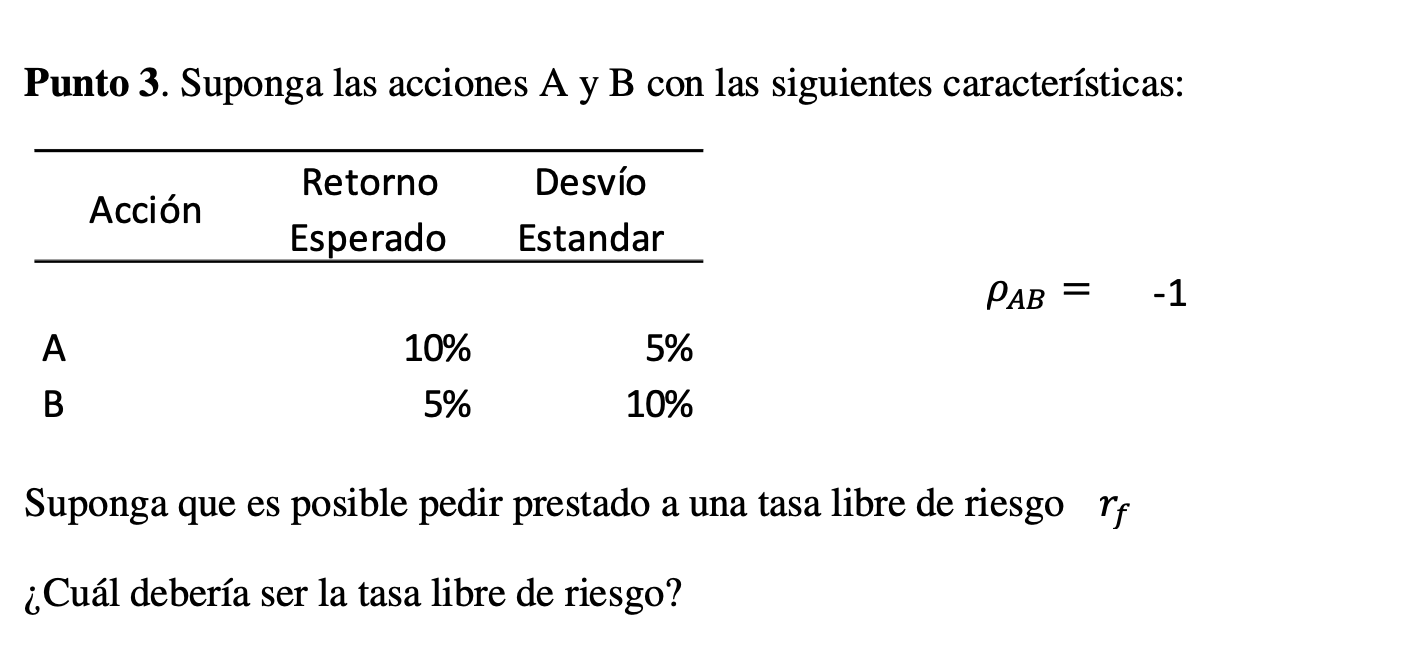 Punto 3. Suponga las acciones A y B con las siguientes características:
Acción Retorno Esperado Desvío Estandar
ρAB = -1
A 10% 5%
B 5% 10%
Suponga que es posible pedir prestado a una tasa libre de riesgo rf
¿Cuál debería ser la tasa libre de riesgo?